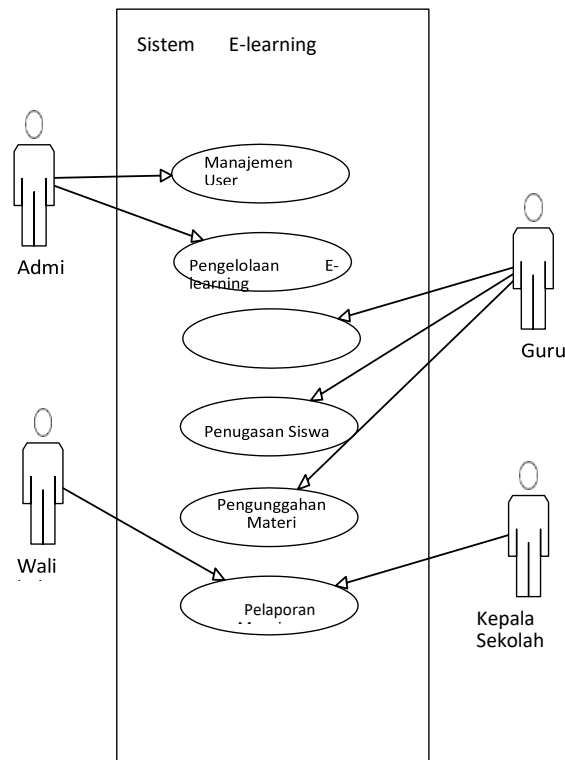 Sistem E-learning
Manajemen
User
Admi
Pengelolaan E-
learning
Guru
Penugasan Siswa
Pengunggahan
Materi
Wali
Pelaporan
Kepala
Sekolah